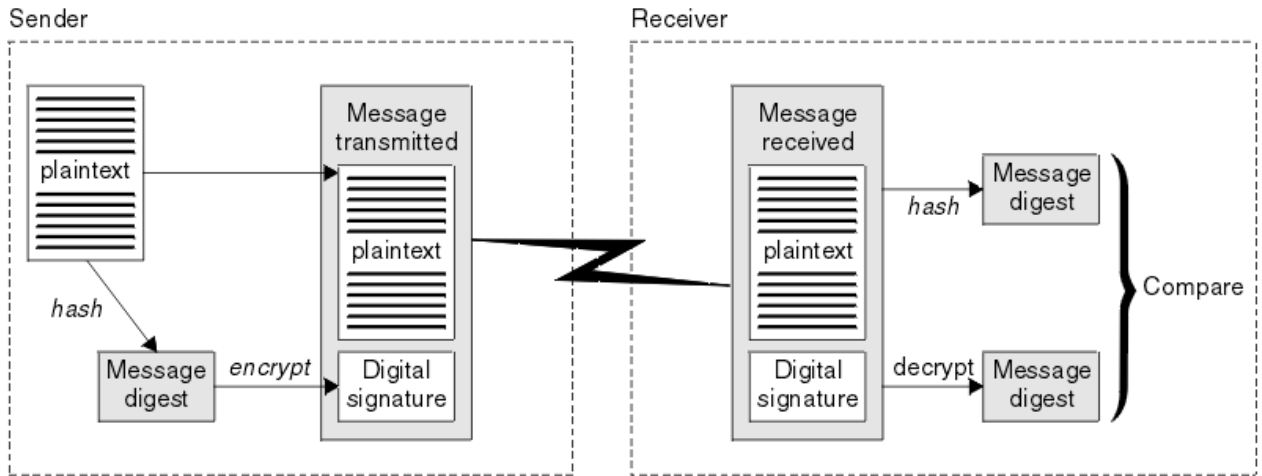 Sender
plaintext
hash
Message
digest
encrypt
Message
transmitted
plaintext
Digital
signature
Receiver
Message
received
plaintext
Digital
signature
hash
Message
digest
decrypt
Message
digest
Compare